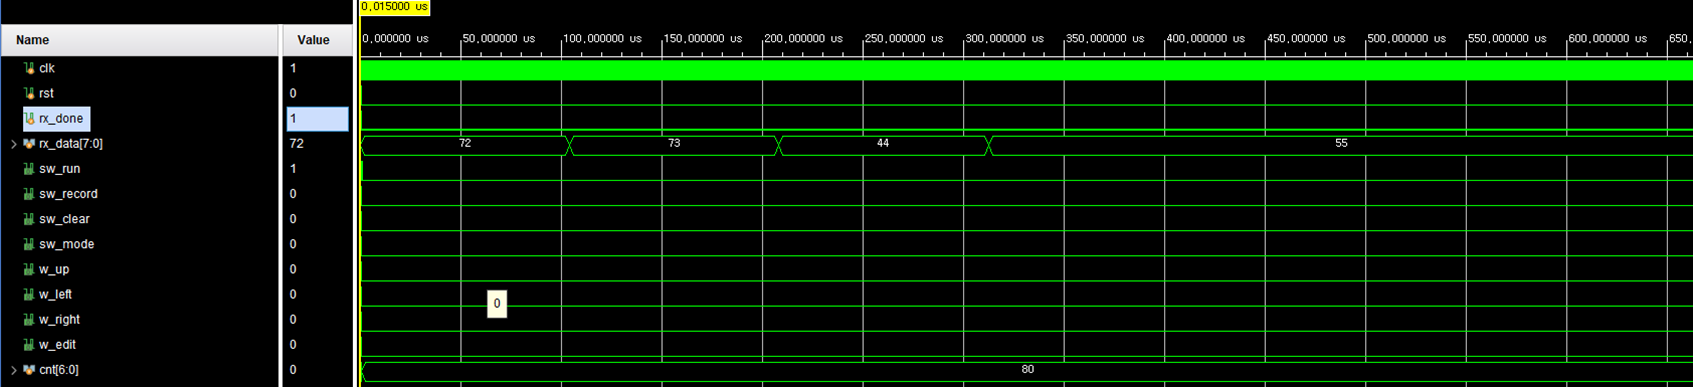 0,015000 us
Name Value
0,000000 us 50,000000 us 100,000000 us 150,000000 us 200,000000 us 250,000000 us 300,000000 us 350,000000 us 400,000000 us 450,000000 us 500,000000 us 550,000000 us 600,000000 us 650,
clk 1
rst 0
rx_done 1
rx_data[7:0] 72 72 73 44 55
sw_run 1
sw_record 0
sw_clear 0
sw_mode 0
w_up 0
w_left 0 0
w_right 0
w_edit 0
cnt[6:0] 0 80